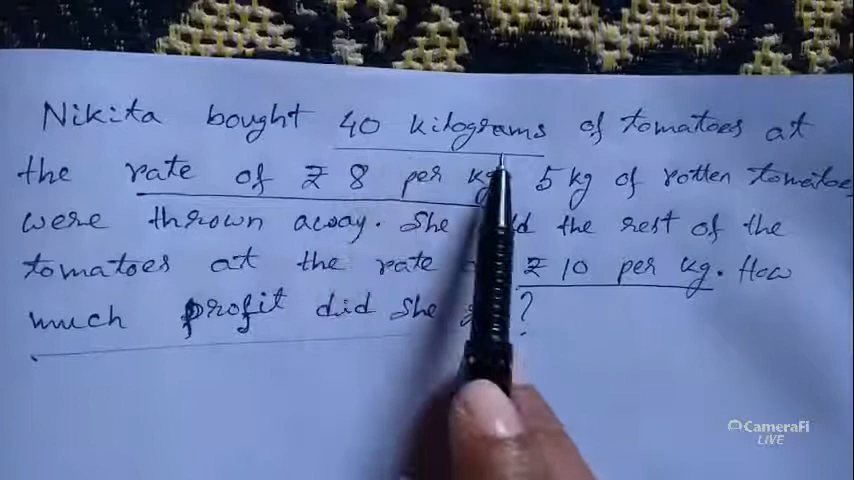 Nikita bought 40 kilograms of tomatoes at
the rate of ₹ 8 per kg 5 kg of rotten tomatoes
were thrown away. She the rest of the
tomatoes at the rate ₹ 10 per kg. How
much profit did she ?
CameraFi
LIVE